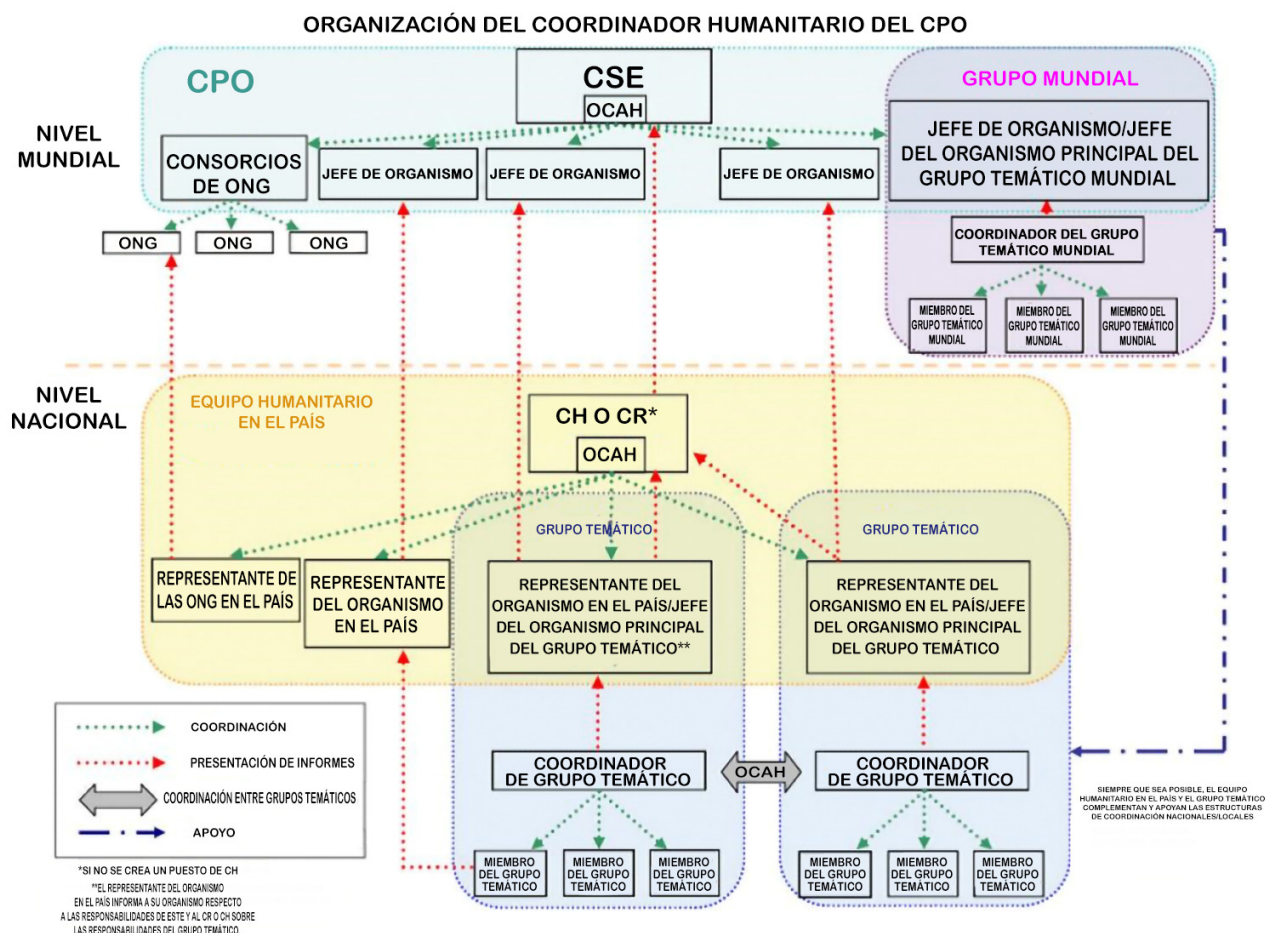 ORGANIZACIÓN DEL COORDINADOR HUMANITARIO DEL CPO
CPO
CSE
OCAH
GRUPO MUNDIAL
NIVEL
MUNDIAL
CONSORCIOS
DE ONG
JEFE DE ORGANISMO
JEFE DE ORGANISMO
JEFE DE ORGANISMO
JEFE DE ORGANISMO/JEFE
DEL ORGANISMO PRINCIPAL DEL
GRUPO TEMÁTICO MUNDIAL
ONG
ONG
ONG
COORDINADOR DEL GRUPO
TEMÁTICO MUNDIAL
MIEMBRO DEL
GRUPO TEMÁTICO
MUNDIAL
MIEMBRO DEL
GRUPO TEMÁTICO
MUNDIAL
MIEMBRO DEL
GRUPO TEMÁTICO
MUNDIAL
NIVEL
NACIONAL
EQUIPO HUMANITARIO
EN EL PAÍS
CH O CR*
OCAH
GRUPO TEMÁTICO
GRUPO TEMÁTICO
REPRESENTANTE DE
LAS ONG EN EL PAÍS
REPRESENTANTE
DEL ORGANISMO
EN EL PAÍS
REPRESENTANTE DEL
ORGANISMO EN EL PAÍS/JEFE
DEL ORGANISMO PRINCIPAL
DEL GRUPO TEMÁTICO**
REPRESENTANTE DEL
ORGANISMO EN EL PAÍS/JEFE
DEL ORGANISMO PRINCIPAL
DEL GRUPO TEMÁTICO
COORDINACIÓN
PRESENTACIÓN DE INFORMES
COORDINACIÓN ENTRE GRUPOS TEMÁTICOS
APOYO
COORDINADOR
DE GRUPO TEMÁTICO
OCAH
COORDINADOR
DE GRUPO TEMÁTICO
SIEMPRE QUE SEA POSIBLE, EL EQUIPO
HUMANITARIO EN EL PAÍS Y EL GRUPO TEMÁTICO
COMPLEMENTAN Y APOYAN LAS ESTRUCTURAS
DE COORDINACIÓN NACIONALES/LOCALES
MIEMBRO
DEL GRUPO
TEMÁTICO
MIEMBRO
DEL GRUPO
TEMÁTICO
MIEMBRO
DEL GRUPO
TEMÁTICO
MIEMBRO
DEL GRUPO
TEMÁTICO
MIEMBRO
DEL GRUPO
TEMÁTICO
MIEMBRO
DEL GRUPO
TEMÁTICO
*SI NO SE CREA UN PUESTO DE CH
**EL REPRESENTANTE DEL ORGANISMO
EN EL PAÍS INFORMA A SU ORGANISMO RESPECTO
A LAS RESPONSABILIDADES DE ESTE Y AL CR O CH SOBRE
LAS RESPONSABILIDADES DEL GRUPO TEMÁTICO